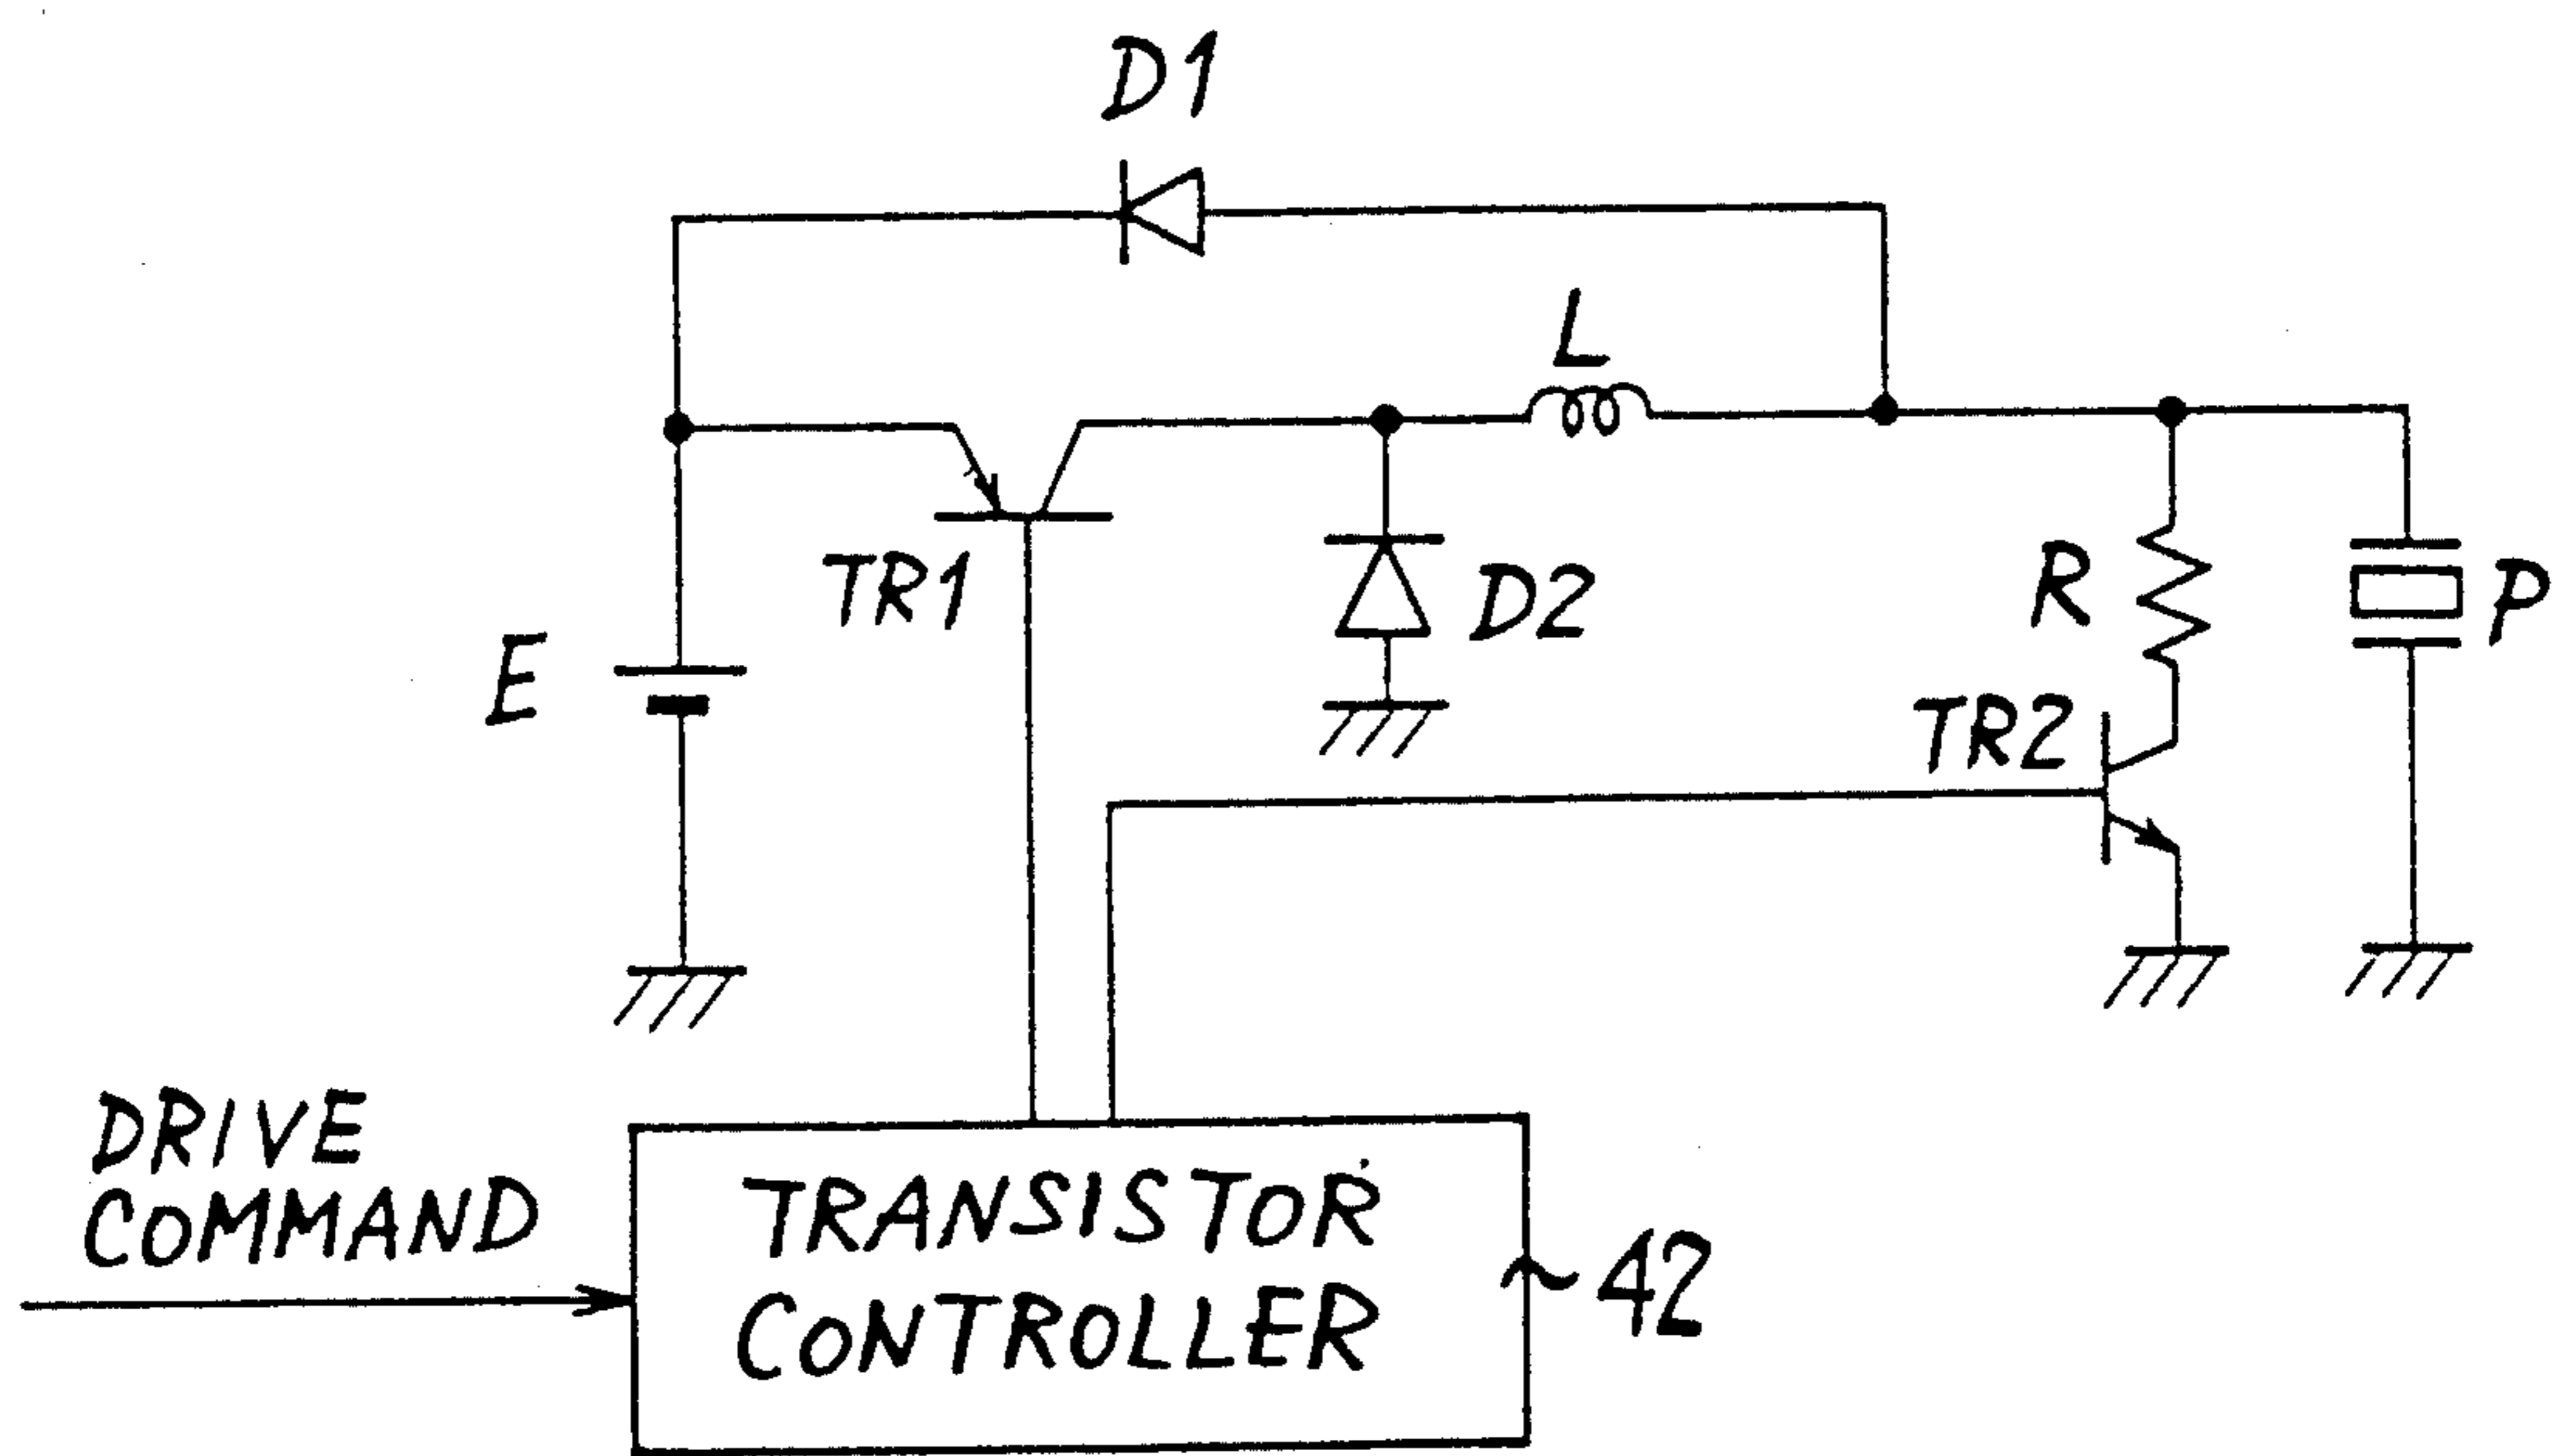 D1
L
TR1
D2
R
P
E
TR2
DRIVE
COMMAND
TRANSISTOR
CONTROLLER
42